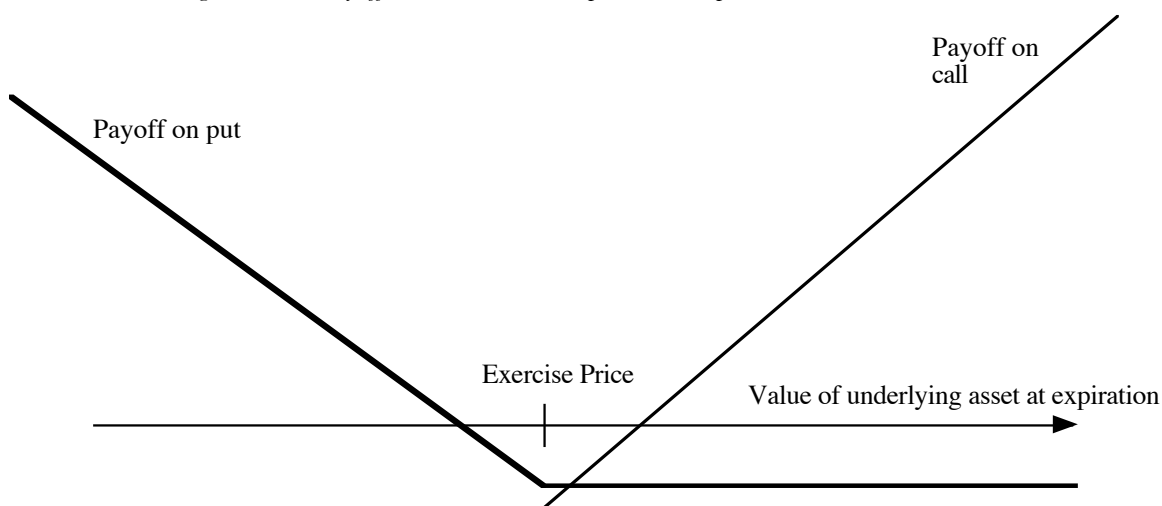 Payoff on
call
Payoff on put
Exercise Price
Value of underlying asset at expiration